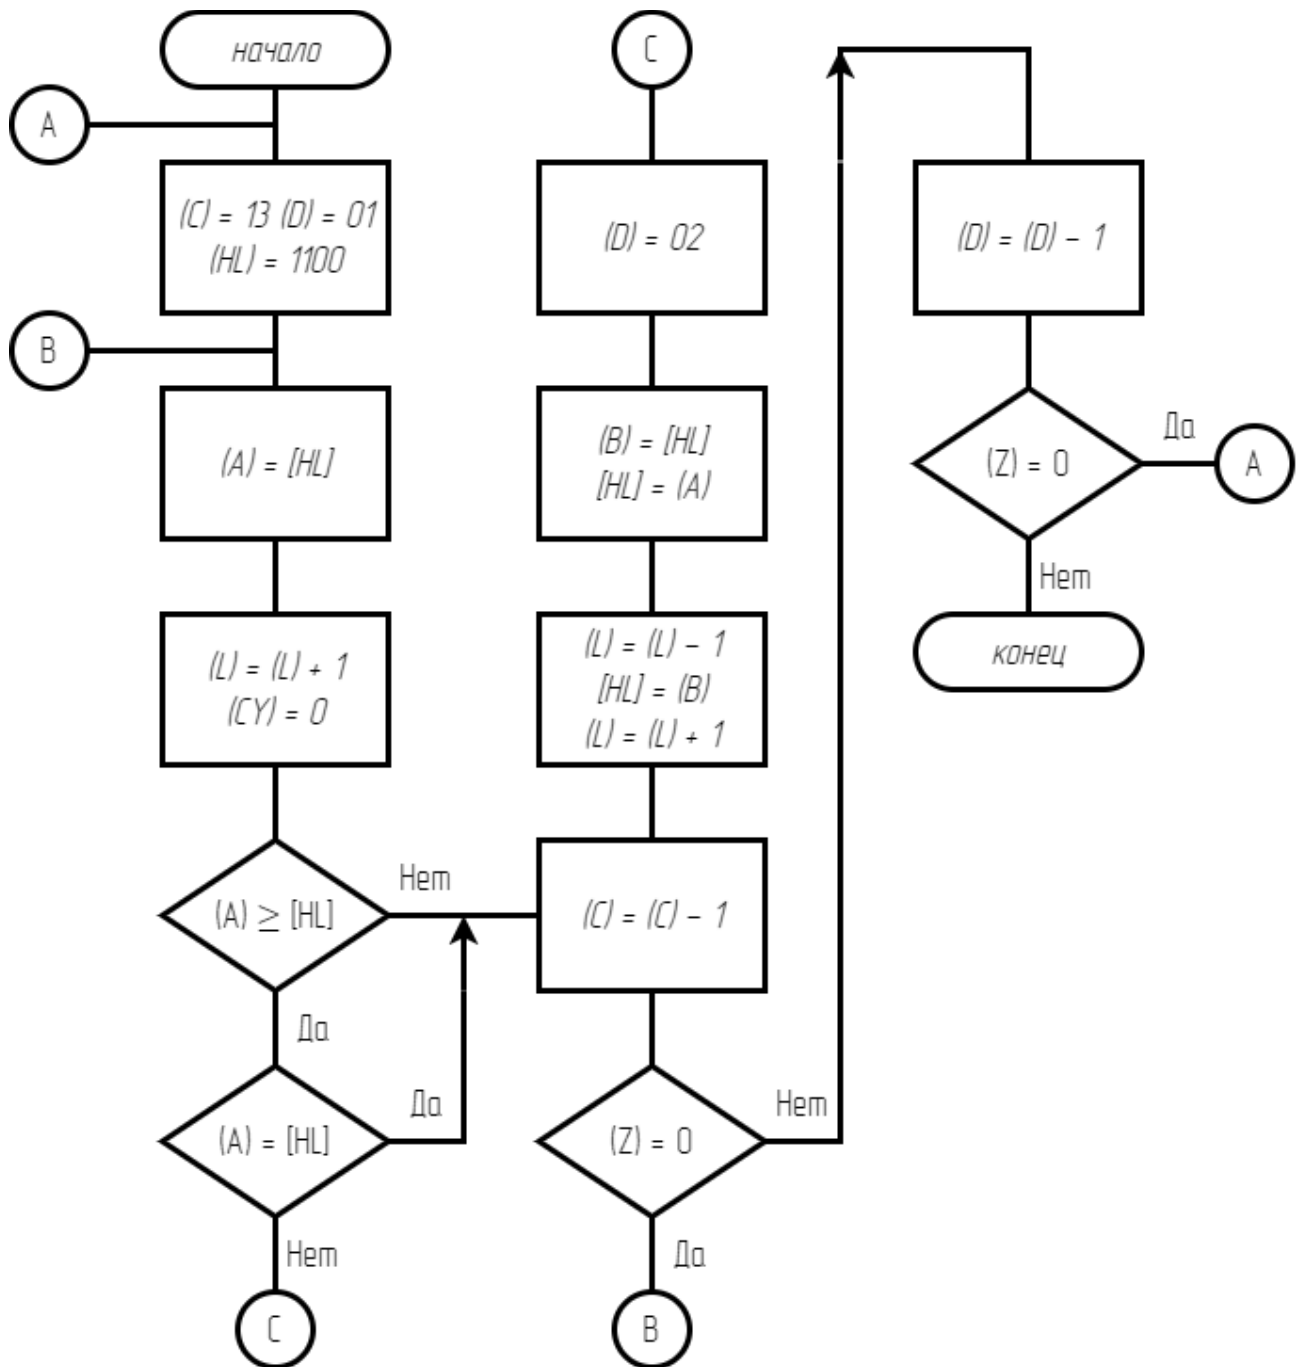 начало
A
(C) = 13 (D) = 01
(HL) = 1100
B
(A) = [HL]
(L) = (L) + 1
(CY) = 0
(A) ≥ [HL]
Нет
Да
(A) = [HL]
Да
Нет
C
C
(D) = 02
(B) = [HL]
[HL] = (A)
(L) = (L) - 1
[HL] = (B)
(L) = (L) + 1
(C) = (C) - 1
(Z) = 0
Нет
Да
B
(D) = (D) - 1
(Z) = 0
Да
A
Нет
конец